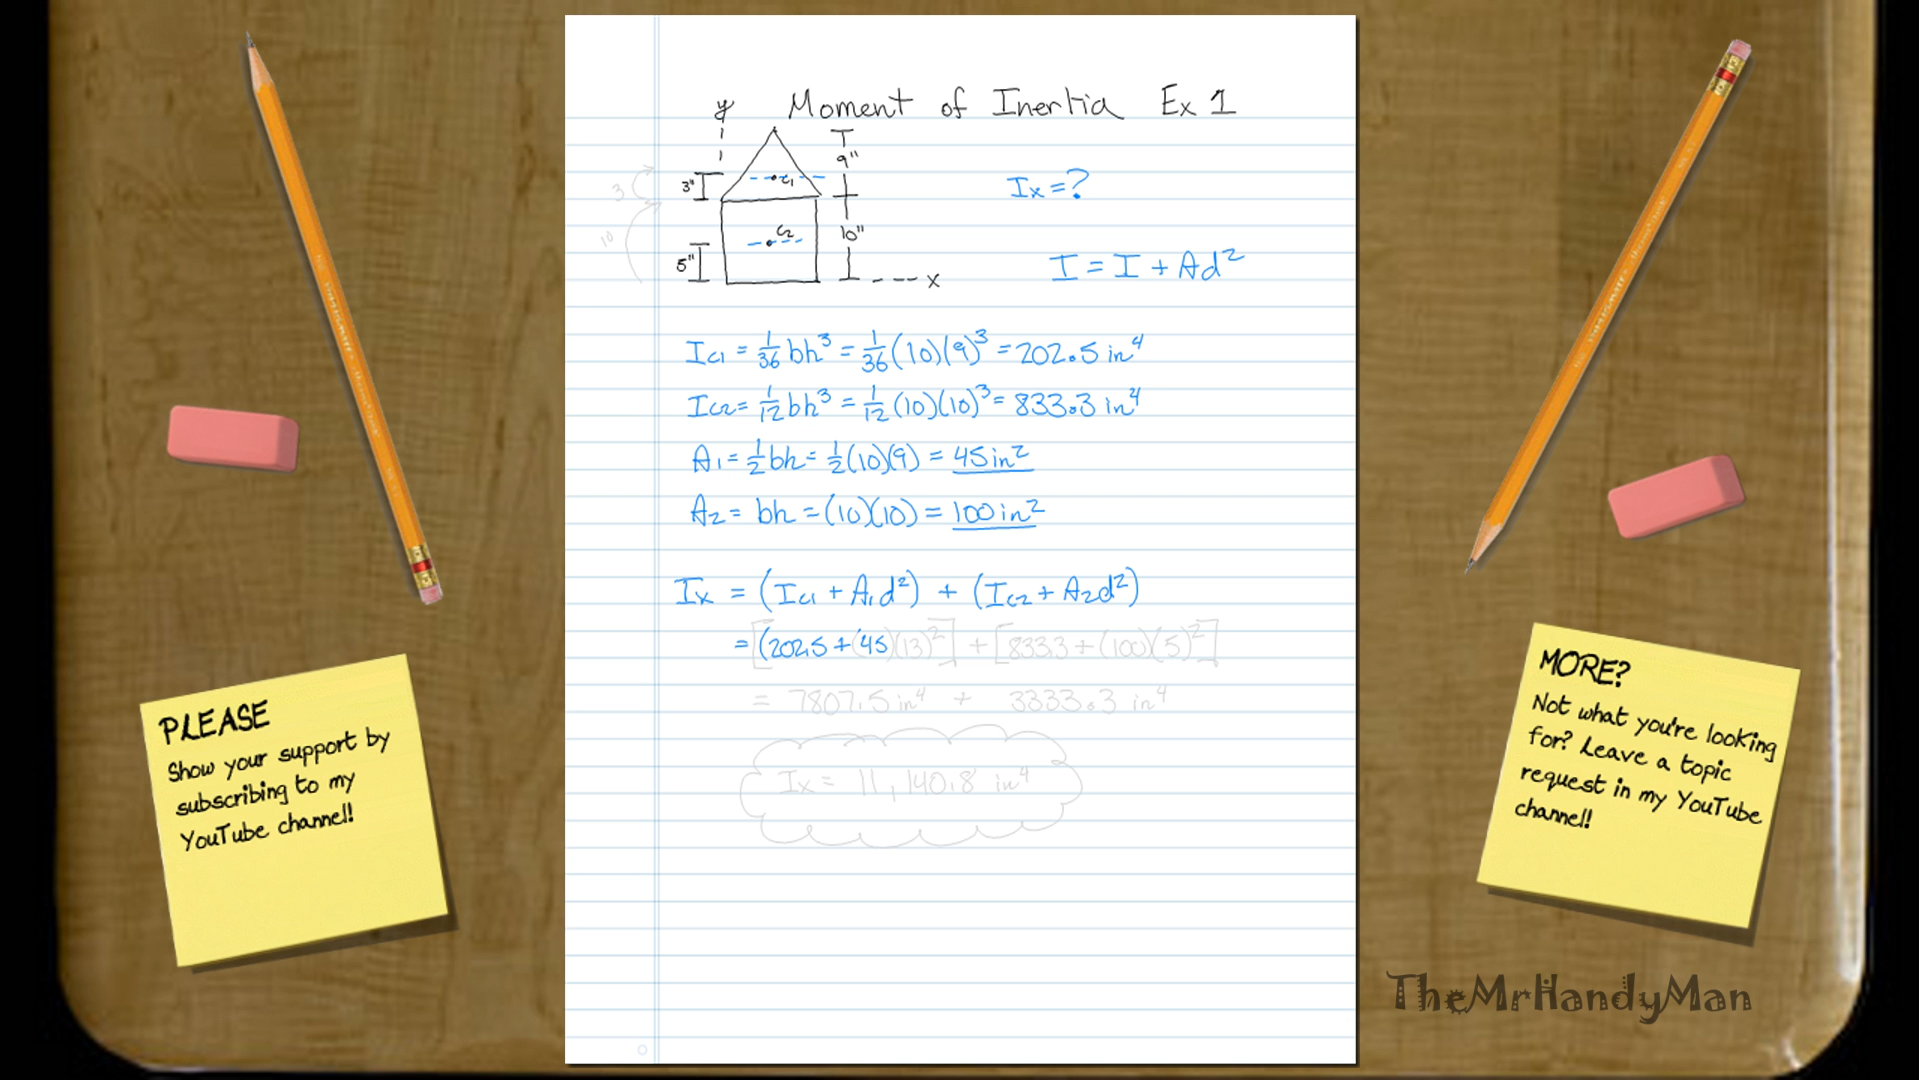 y Moment of Inertia Ex 1
9"
3" c1
3
Ix = ?
10
c2
10"
5"
x
I = I + Ad²
Ic1 = 1/36 bh³ = 1/36 (10)(9)³ = 202.5 in⁴
Ic2 = 1/12 bh³ = 1/12 (10)(10)³ = 833.3 in⁴
A1 = 1/2 bh = 1/2 (10)(9) = 45 in²
A2 = bh = (10)(10) = 100 in²
Ix = (Ic1 + A1d²) + (Ic2 + A2d²)
= (202.5 + (45)(13)²] + [833.3 + (100)(5)²]
= 7807.5 in⁴ + 3333.3 in⁴
Ix = 11,140.8 in⁴
PLEASE
Show your support by
subscribing to my
YouTube channel!
MORE?
Not what you're looking
for? Leave a topic
request in my YouTube
channel!
TheMrHandyMan